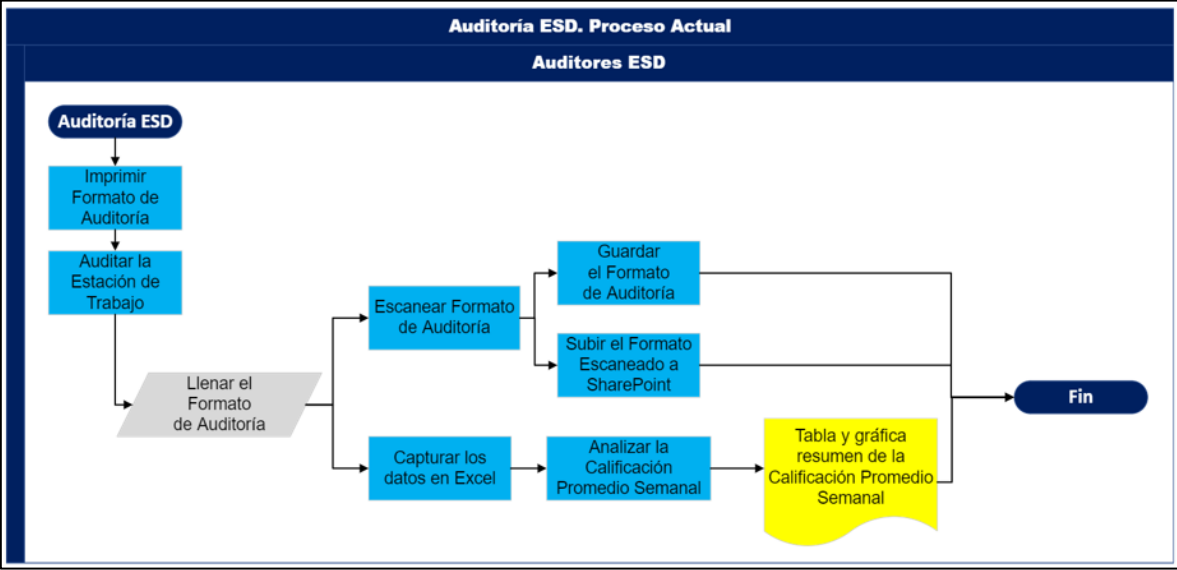 Auditoría ESD. Proceso Actual
Auditores ESD
Auditoría ESD
Imprimir
Formato de
Auditoría
Auditar la
Estación de
Trabajo
Llenar el
Formato
de Auditoría
Escanear Formato
de Auditoría
Guardar
el Formato
de Auditoría
Subir el Formato
Escaneado a
SharePoint
Capturar los
datos en Excel
Analizar la
Calificación
Promedio Semanal
Tabla y gráfica
resumen de la
Calificación Promedio
Semanal
Fin